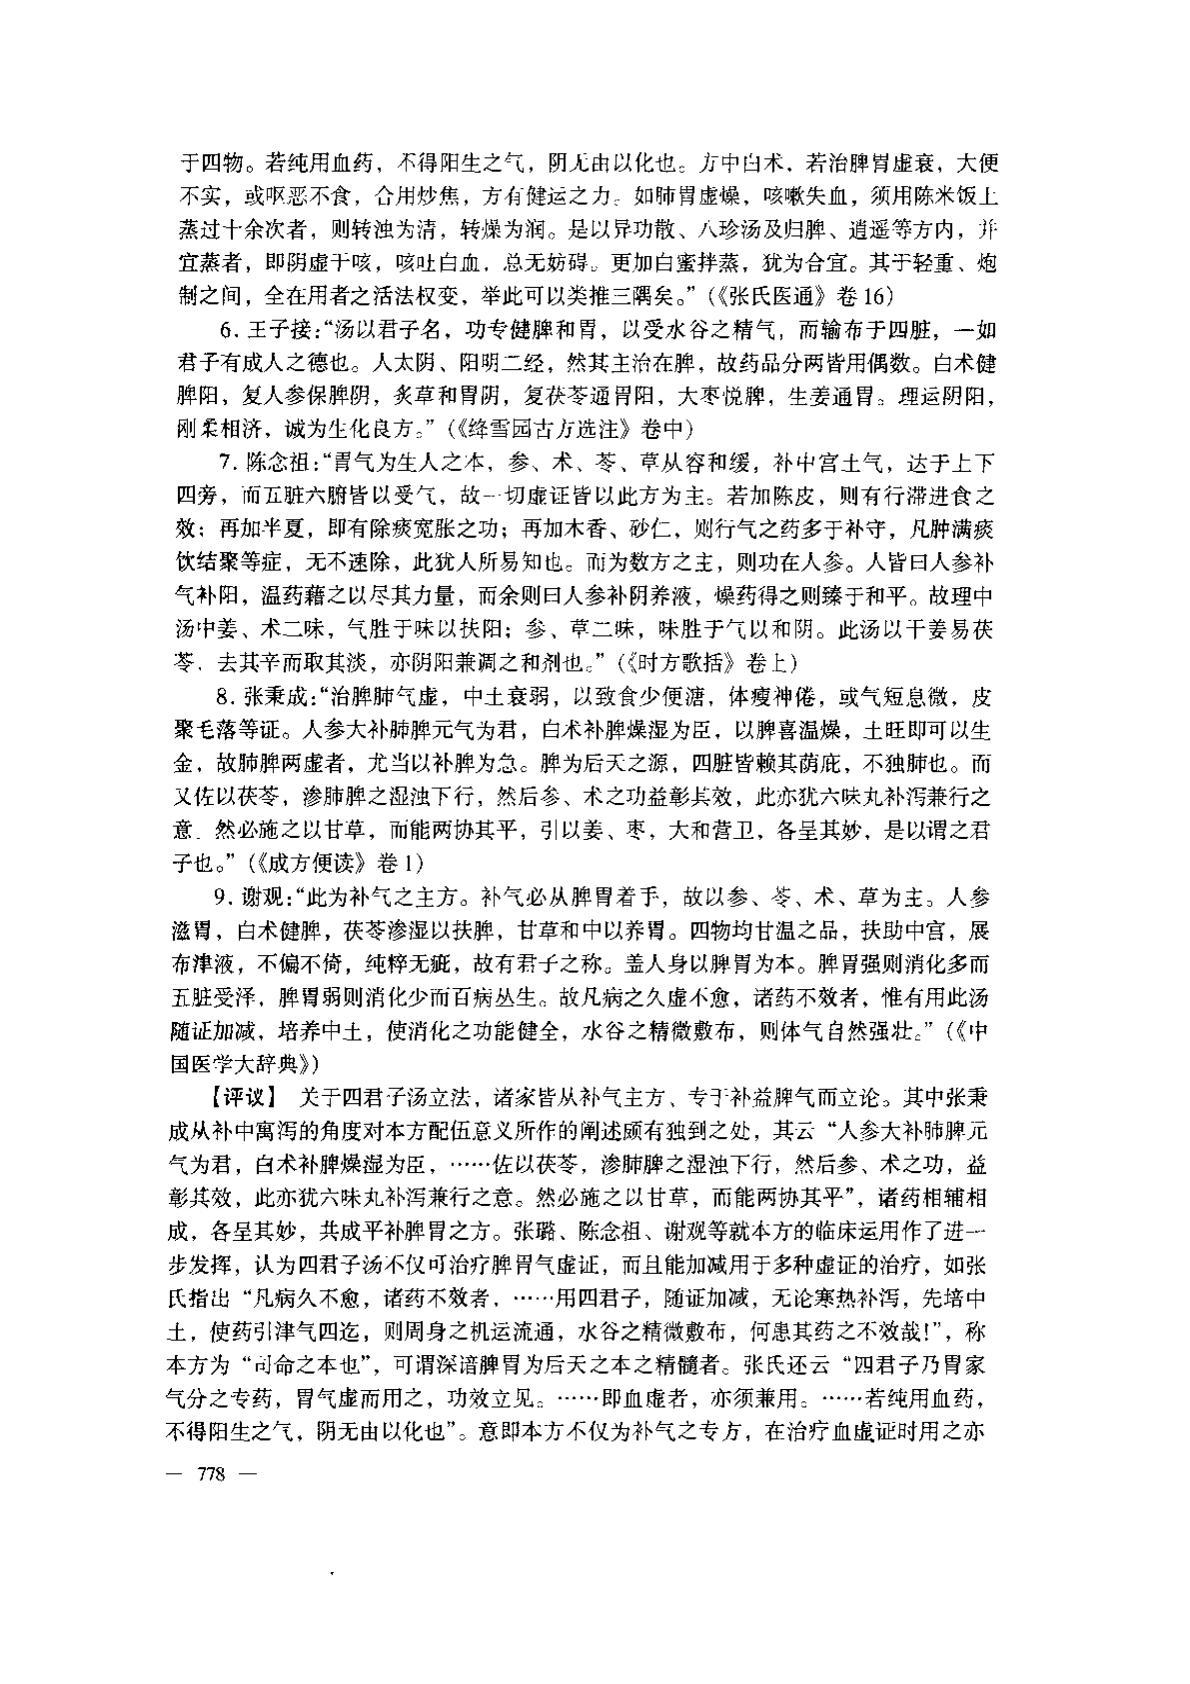 于四物。若纯用血药，不得阳生之气，阴无由以化也。方中白术，若治脾胃虚衰，大便
不实，或呕恶不食，合用炒焦，方有健运之力。如肺胃虚燥，咳嗽失血，须用陈米饭上
蒸过十余次者，则转浊为清，转燥为润。是以异功散、八珍汤及归脾、逍遥等方内，并
宜蒸者，即阴虚干咳，咳吐白血，总无妨碍。更加白蜜拌蒸，犹为合宜。其于轻重、炮
制之间，全在用者之活法权变，举此可以类推三隅矣。”（《张氏医通》卷 16）
6. 王子接：“汤以君子名，功专健脾和胃，以受水谷之精气，而输布于四脏，一如
君子有成人之德也。人太阴、阳明二经，然其主治在脾，故药品分两皆用偶数。白术健
脾阳，复人参保脾阴，炙草和胃阴，复茯苓通胃阳，大枣悦脾，生姜通胃。理运阴阳，
刚柔相济，诚为生化良方。”（《绛雪园古方选注》卷中）
7. 陈念祖：“胃气为生人之本，参、术、苓、草从容和缓，补中宫土气，达于上下
四旁，而五脏六腑皆以受气，故一切虚证皆以此方为主。若加陈皮，则有行滞进食之
效；再加半夏，即有除痰宽胀之功；再加木香、砂仁，则行气之药多于补守，凡肿满痰
饮结聚等症，无不速除，此犹人所易知也。而为数方之主，则功在人参。人皆曰人参补
气补阳，温药藉之以尽其力量，而余则曰人参补阴养液，燥药得之则臻于和平。故理中
汤中姜、术二味，气胜于味以扶阳；参、草二味，味胜于气以和阴。此汤以干姜易茯
苓，去其辛而取其淡，亦阴阳兼调之和剂也。”（《时方歌括》卷上）
8. 张秉成：“治脾肺气虚，中土衰弱，以致食少便溏，体瘦神倦，或气短息微，皮
聚毛落等证。人参大补肺脾元气为君，白术补脾燥湿为臣，以脾喜温燥，土旺即可以生
金，故肺脾两虚者，尤当以补脾为急。脾为后天之源，四脏皆赖其荫庇，不独肺也。而
又佐以茯苓，渗肺脾之湿浊下行，然后参、术之功益彰其效，此亦犹六味丸补泻兼行之
意。然必施之以甘草，而能两协其平，引以姜、枣，大和营卫，各呈其妙，是以谓之君
子也。”（《成方便读》卷 1）
9. 谢观：“此为补气之主方。补气必从脾胃着手，故以参、苓、术、草为主。人参
滋胃，白术健脾，茯苓渗湿以扶脾，甘草和中以养胃。四物均甘温之品，扶助中宫，展
布津液，不偏不倚，纯粹无疵，故有君子之称。盖人身以脾胃为本。脾胃强则消化多而
五脏受泽，脾胃弱则消化少而百病丛生。故凡病之久虚不愈，诸药不效者，惟有用此汤
随证加减，培养中土，使消化之功能健全，水谷之精微敷布，则体气自然强壮。”（《中
国医学大辞典》）
【评议】 关于四君子汤立法，诸家皆从补气主方、专于补益脾气而立论。其中张秉
成从补中寓泻的角度对本方配伍意义所作的阐述颇有独到之处，其云“人参大补肺脾元
气为君，白术补脾燥湿为臣，……佐以茯苓，渗肺脾之湿浊下行，然后参、术之功，益
彰其效，此亦犹六味丸补泻兼行之意。然必施之以甘草，而能两协其平”，诸药相辅相
成，各呈其妙，共成平补脾胃之方。张璐、陈念祖、谢观等就本方的临床运用作了进一
步发挥，认为四君子汤不仅可治疗脾胃气虚证，而且能加减用于多种虚证的治疗，如张
氏指出“凡病久不愈，诸药不效者，……用四君子，随证加减，无论寒热补泻，先培中
土，使药引津气四迄，则周身之机运流通，水谷之精微敷布，何患其药之不效哉！”，称
本方为“司命之本也”，可谓深谙脾胃为后天之本之精髓者。张氏还云“四君子乃胃家
气分之专药，胃气虚而用之，功效立见。……即血虚者，亦须兼用。……若纯用血药，
不得阳生之气，阴无由以化也”。意即本方不仅为补气之专方，在治疗血虚证时用之亦
— 778 —